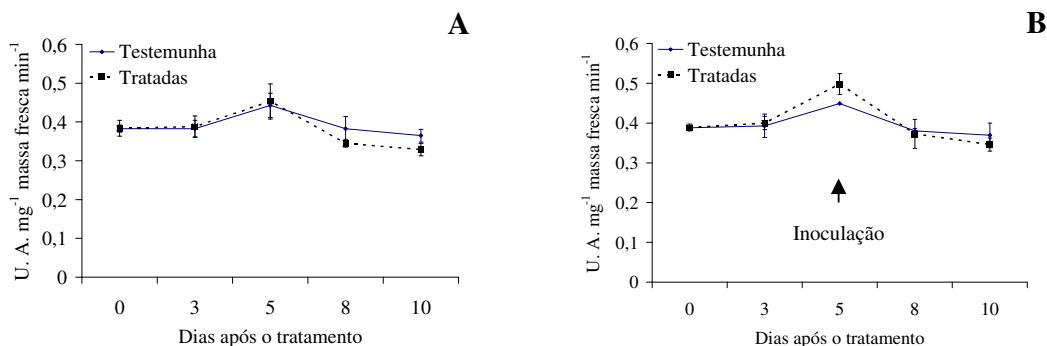 A
0,6
0,5
0,4
0,3
0,2
0,1
0
U. A. mg⁻¹ massa fresca min⁻¹
Testemunha
Tratadas
0 3 5 8 10
Dias após o tratamento
B
0,6
0,5
0,4
0,3
0,2
0,1
0
U. A. mg⁻¹ massa fresca min⁻¹
Testemunha
Tratadas
Inoculação
0 3 5 8 10
Dias após o tratamento